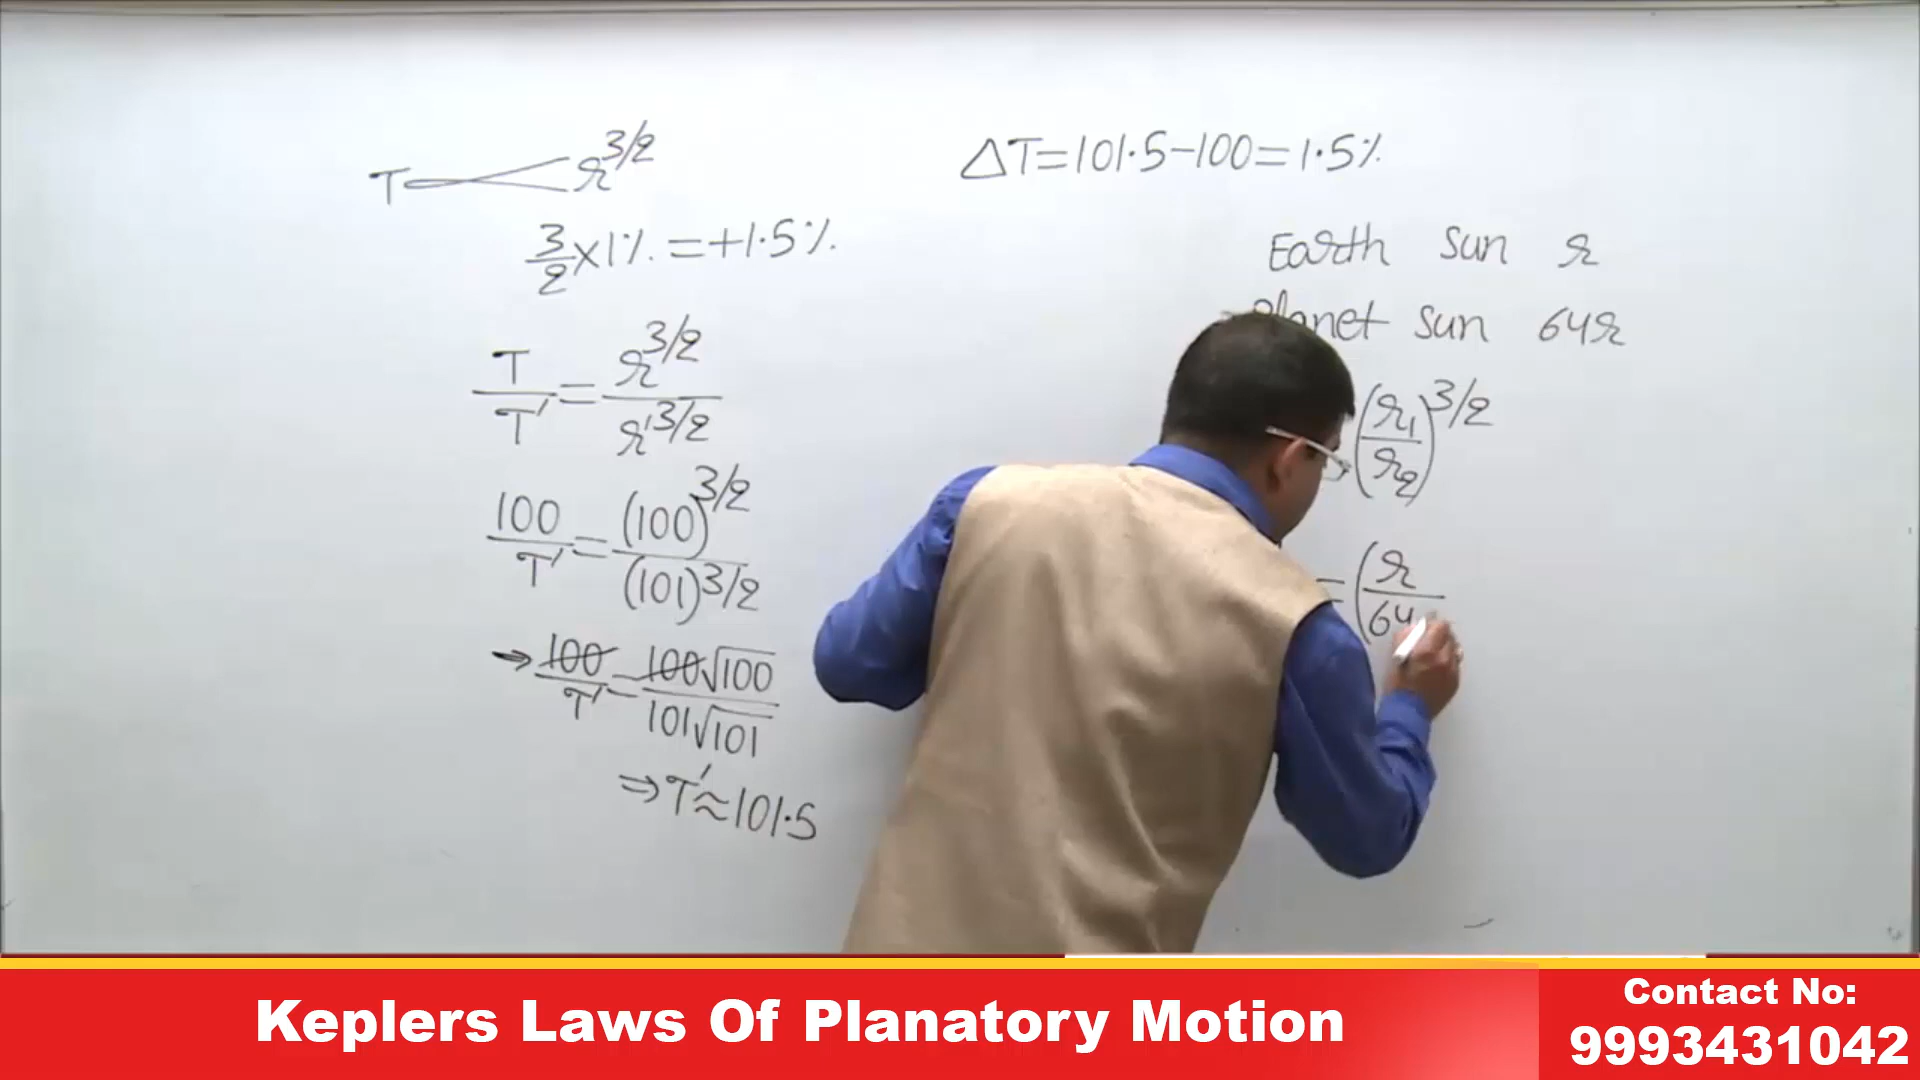 T r^3/2
3/2 ×1% = +1.5%
T/T' = r^3/2 / r'^3/2
100/T' = (100)^3/2 / (101)^3/2
→ 100/T' = 100√100 / 101√101
⇒ T' ≈ 101.5
ΔT = 101.5 – 100 = 1.5%
Earth Sun r
Planet Sun 64r
(r1/r2)^3/2
= (r/64
Keplers Laws Of Planatory Motion
Contact No:
9993431042